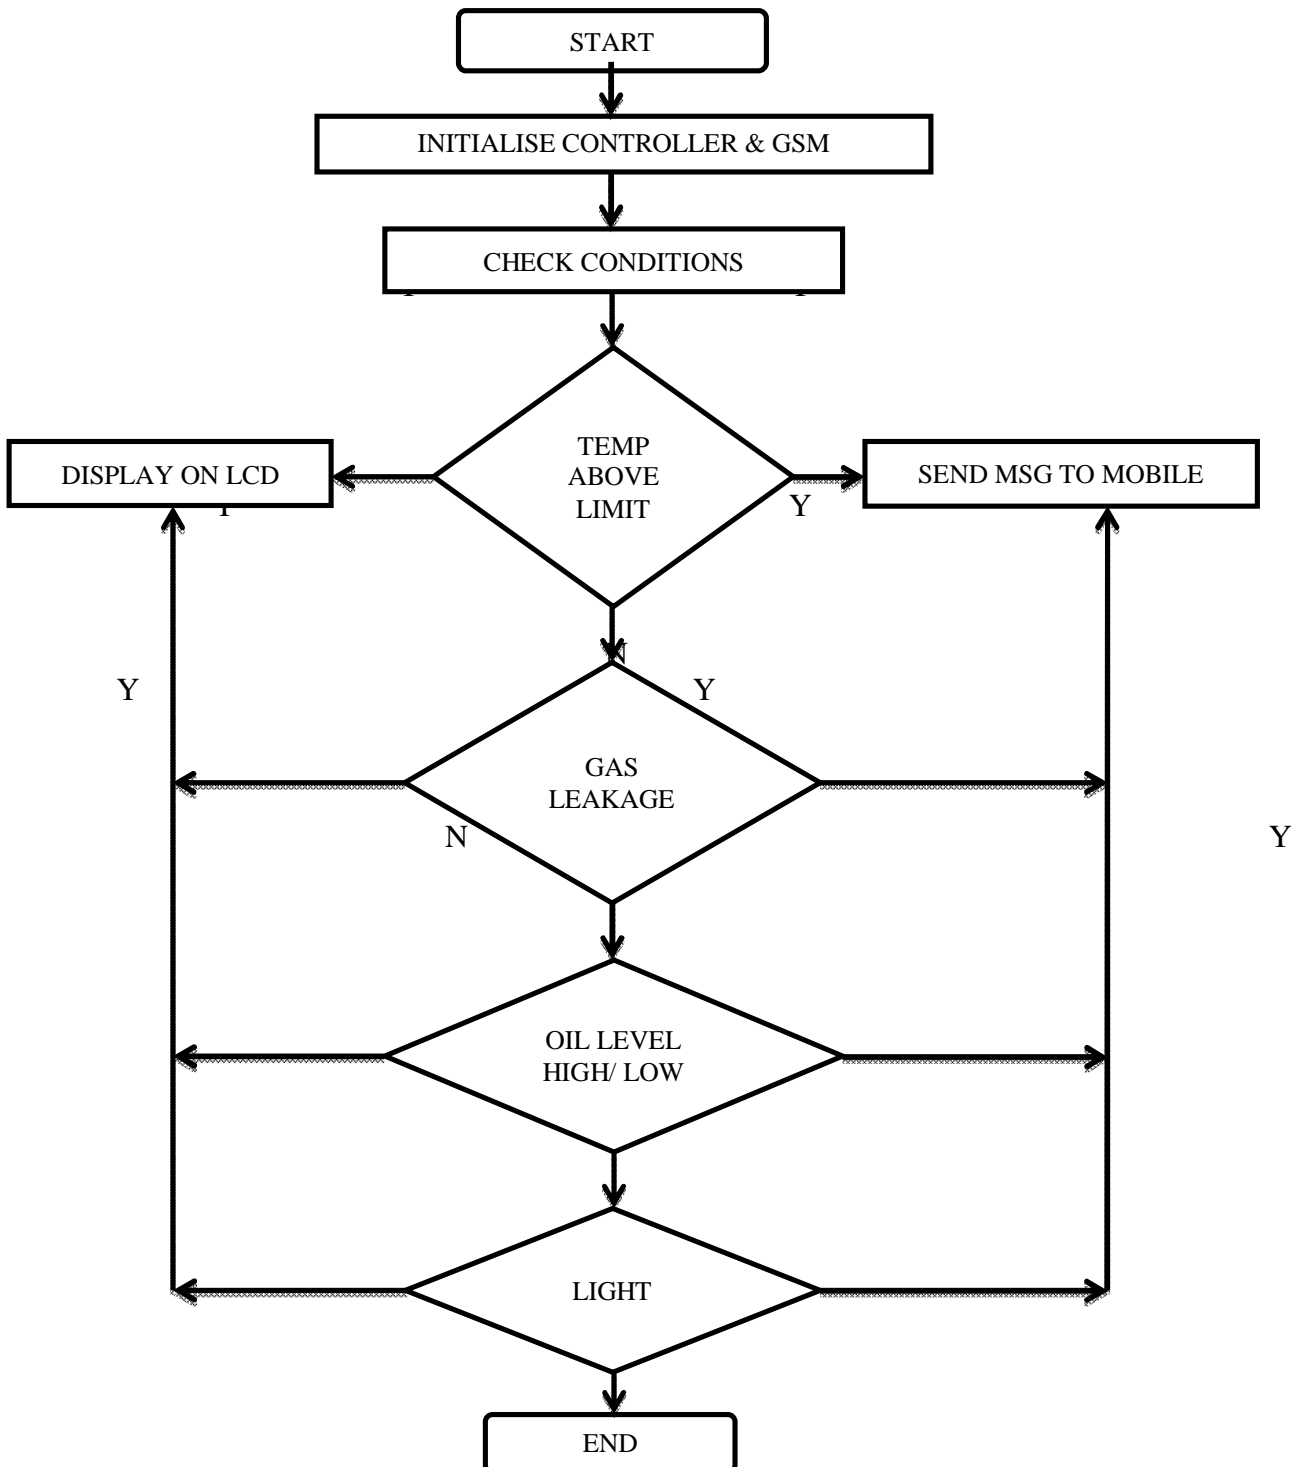 START
INITIALISE CONTROLLER & GSM
CHECK CONDITIONS
TEMP
ABOVE
LIMIT
DISPLAY ON LCD
SEND MSG TO MOBILE
Y
N
Y
Y
GAS
LEAKAGE
N
Y
OIL LEVEL
HIGH/ LOW
LIGHT
END